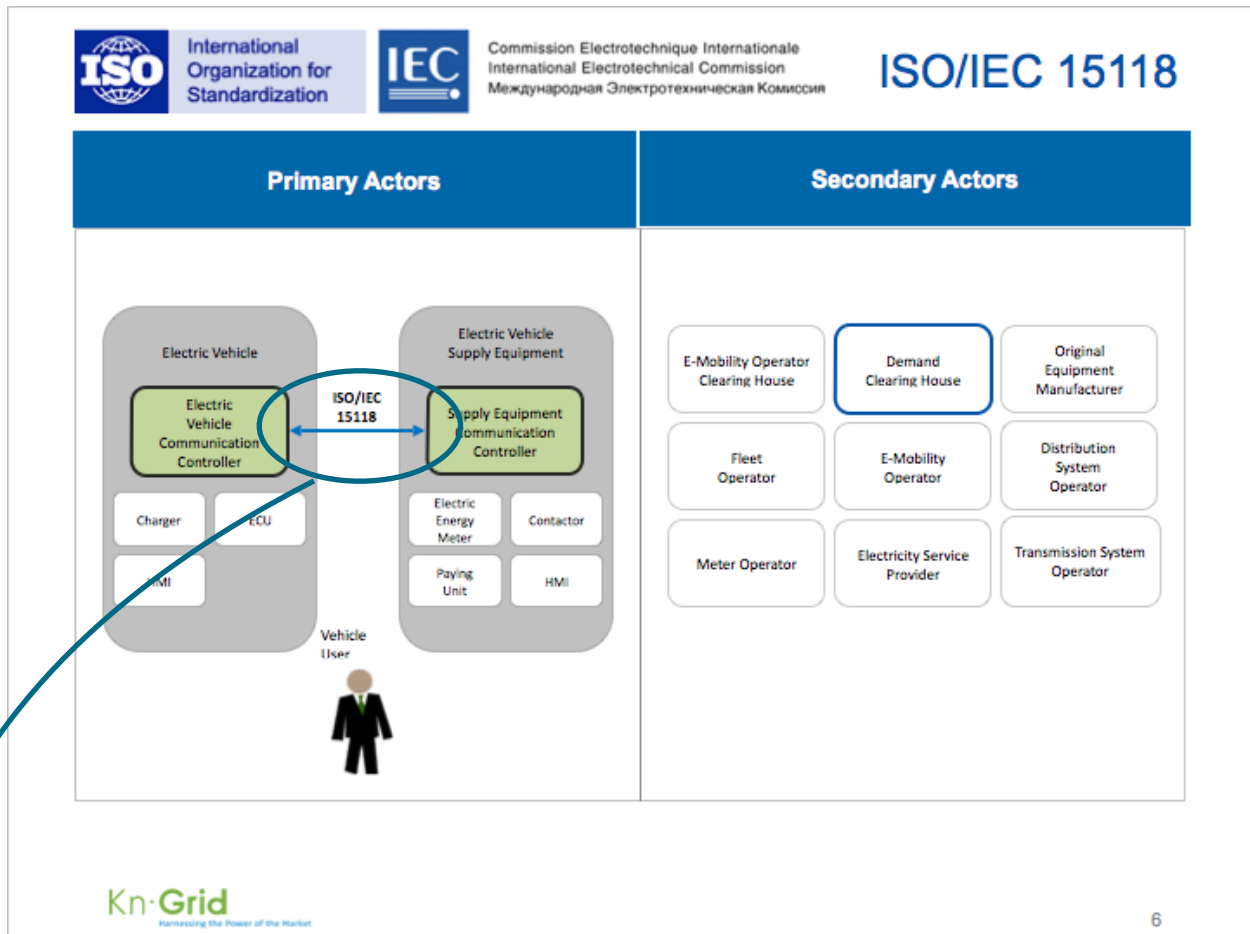 ISO
International
Organization for
Standardization
IEC
Commission Electrotechnique Internationale
International Electrotechnical Commission
Международная Электротехническая Комиссия
ISO/IEC 15118
Primary Actors
Secondary Actors
Electric Vehicle
Electric
Vehicle
Communication
Controller
Charger
ECU
HMI
ISO/IEC
15118
Electric Vehicle
Supply Equipment
Supply Equipment
Communication
Controller
Electric
Energy
Meter
Contactor
Paying
Unit
HMI
Vehicle
User
E-Mobility Operator
Clearing House
Demand
Clearing House
Original
Equipment
Manufacturer
Fleet
Operator
E-Mobility
Operator
Distribution
System
Operator
Meter Operator
Electricity Service
Provider
Transmission System
Operator
Kn·Grid
Harnessing the Power of the Market
6